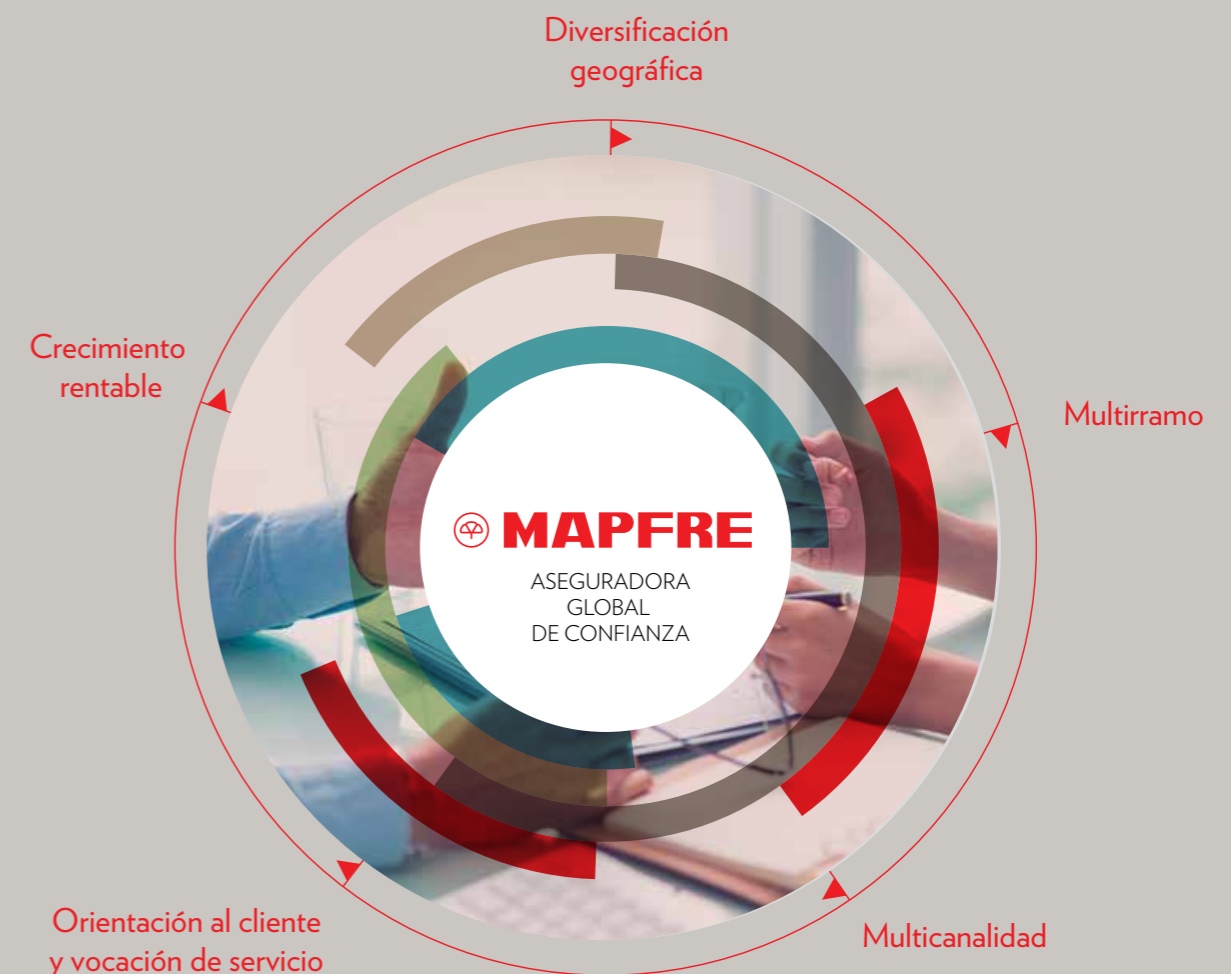 Diversificación
geográfica
Crecimiento
rentable
Multirramo
MAPFRE
ASEGURADORA
GLOBAL
DE CONFIANZA
Orientación al cliente
y vocación de servicio
Multicanalidad